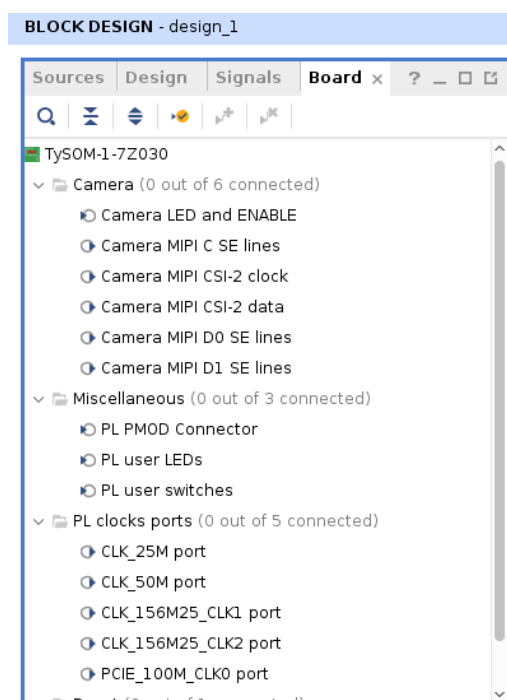 BLOCK DESIGN - design_1
Sources Design Signals Board × ?
TySOM-1-7Z030
Camera (0 out of 6 connected)
Camera LED and ENABLE
Camera MIPI C SE lines
Camera MIPI CSI-2 clock
Camera MIPI CSI-2 data
Camera MIPI D0 SE lines
Camera MIPI D1 SE lines
Miscellaneous (0 out of 3 connected)
PL PMOD Connector
PL user LEDs
PL user switches
PL clocks ports (0 out of 5 connected)
CLK_25M port
CLK_50M port
CLK_156M25_CLK1 port
CLK_156M25_CLK2 port
PCIE_100M_CLK0 port